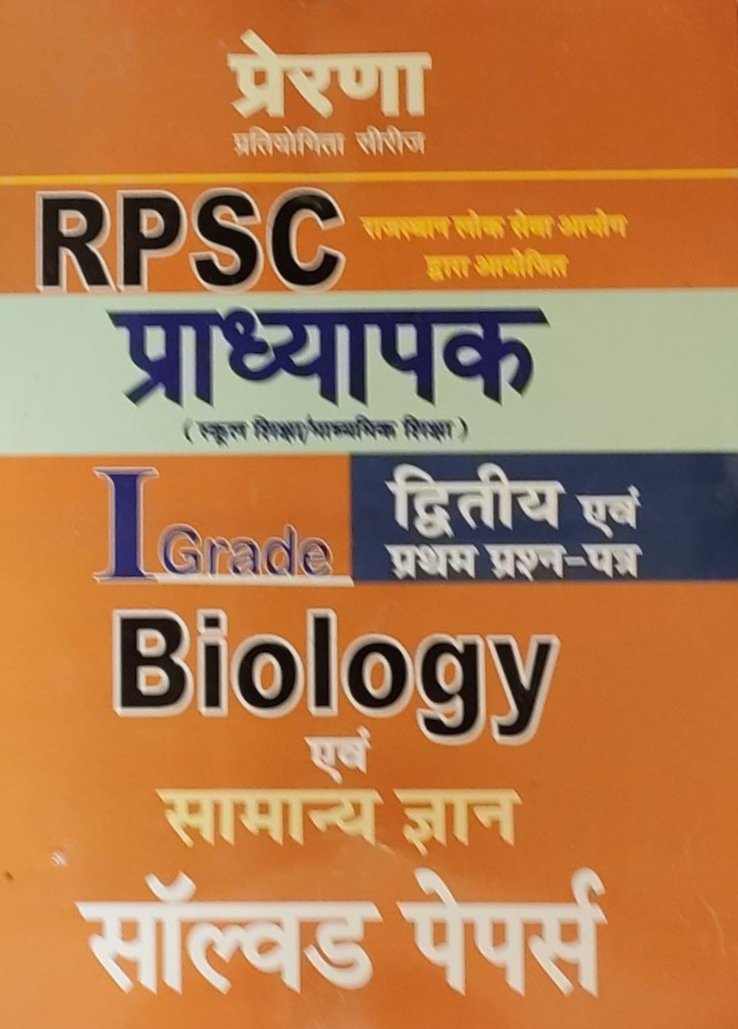 प्रेरणा
प्रतियोगिता सीरीज
RPSC राजस्थान लोक सेवा आयोग
द्वारा आयोजित
प्राध्यापक
( स्कूल शिक्षा/माध्यमिक शिक्षा )
I Grade द्वितीय एवं
प्रथम प्रश्न-पत्र
Biology
एवं
सामान्य ज्ञान
सॉल्वड पेपर्स